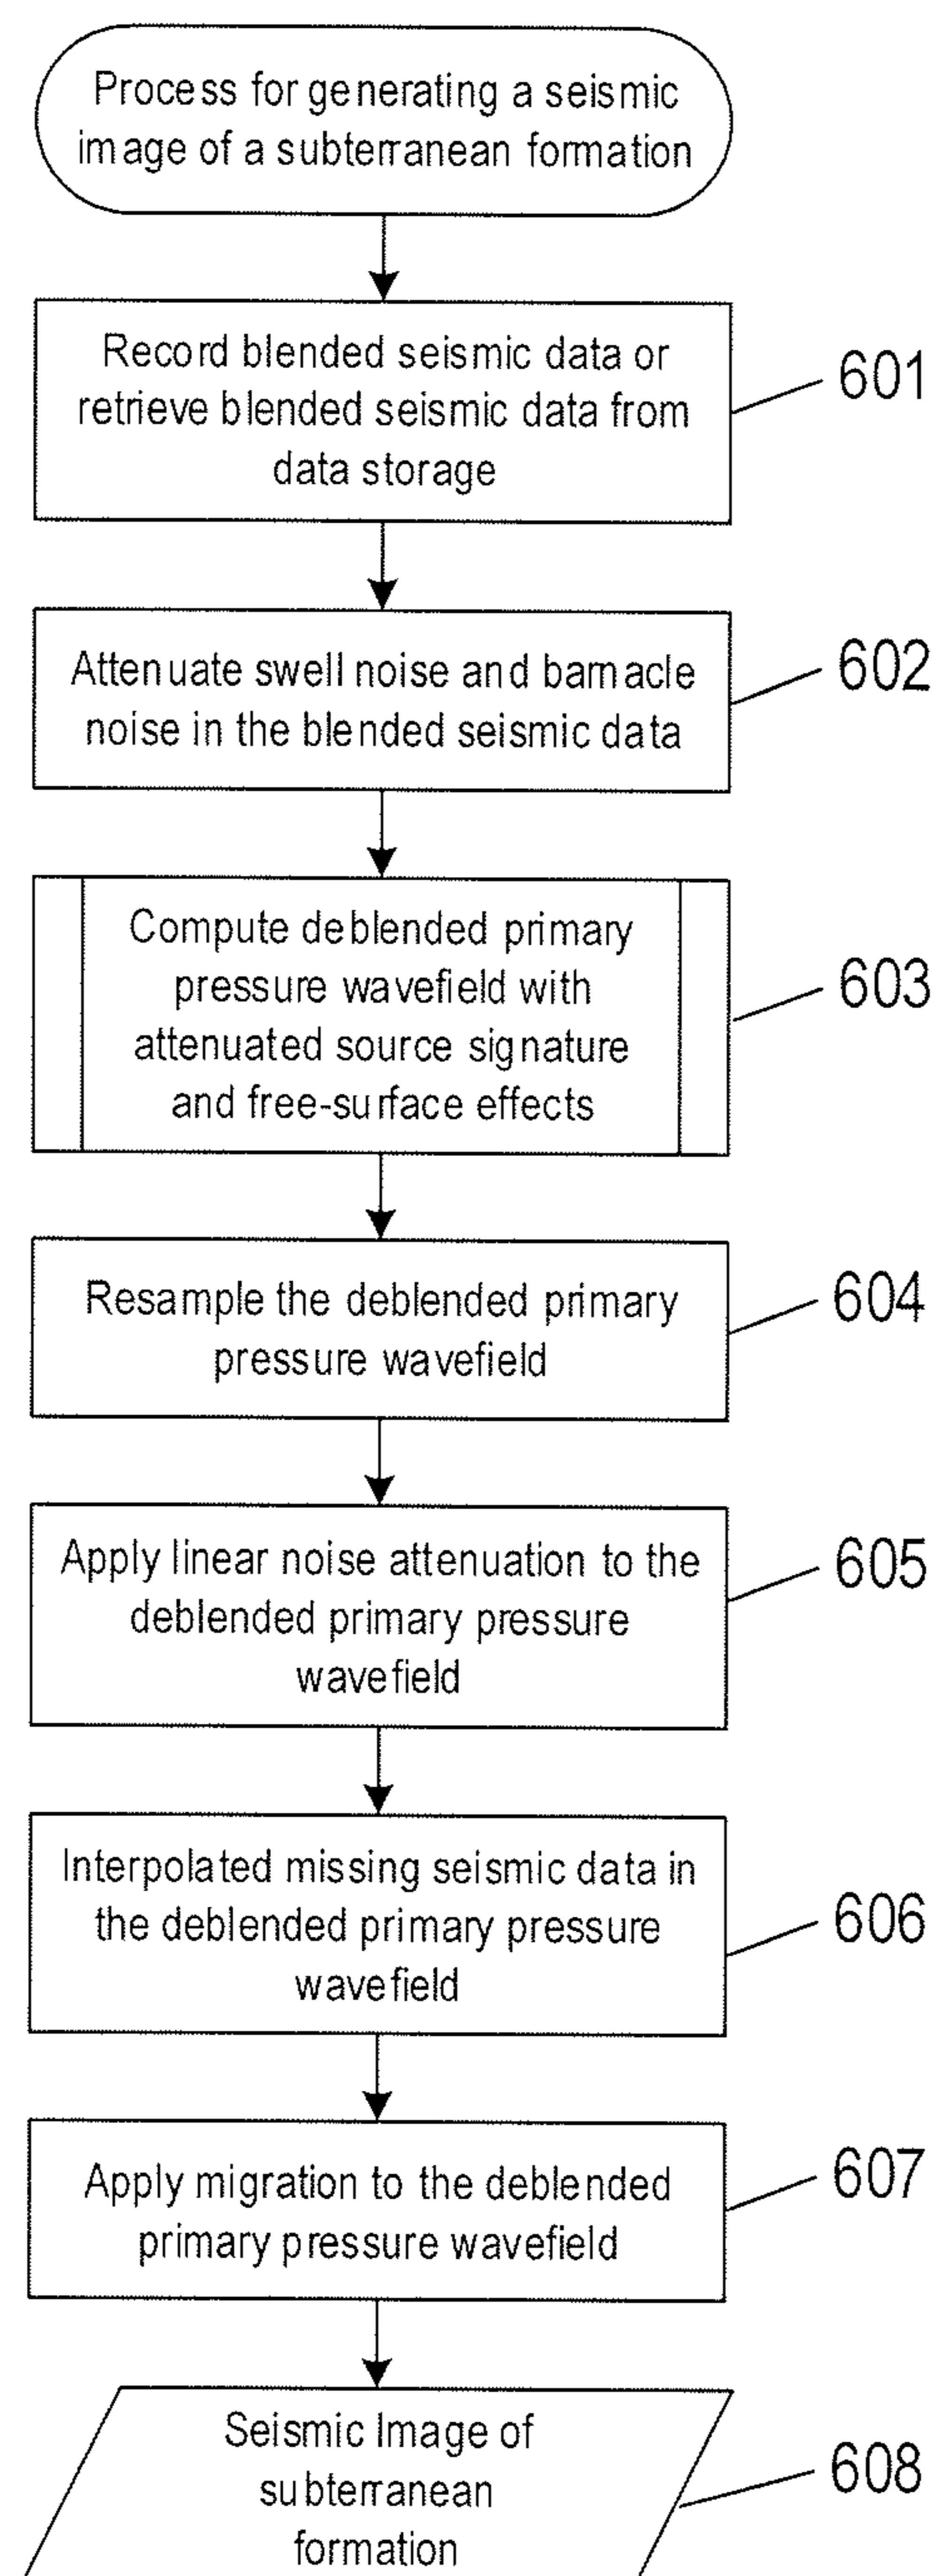 Process for generating a seismic
image of a subterranean formation
Record blended seismic data or
retrieve blended seismic data from
data storage
601
Attenuate swell noise and barnacle
noise in the blended seismic data
602
Compute deblended primary
pressure wavefield with
attenuated source signature
and free-surface effects
603
Resample the deblended primary
pressure wavefield
604
Apply linear noise attenuation to the
deblended primary pressure
wavefield
605
Interpolated missing seismic data in
the deblended primary pressure
wavefield
606
Apply migration to the deblended
primary pressure wavefield
607
Seismic Image of
subterranean
formation
608